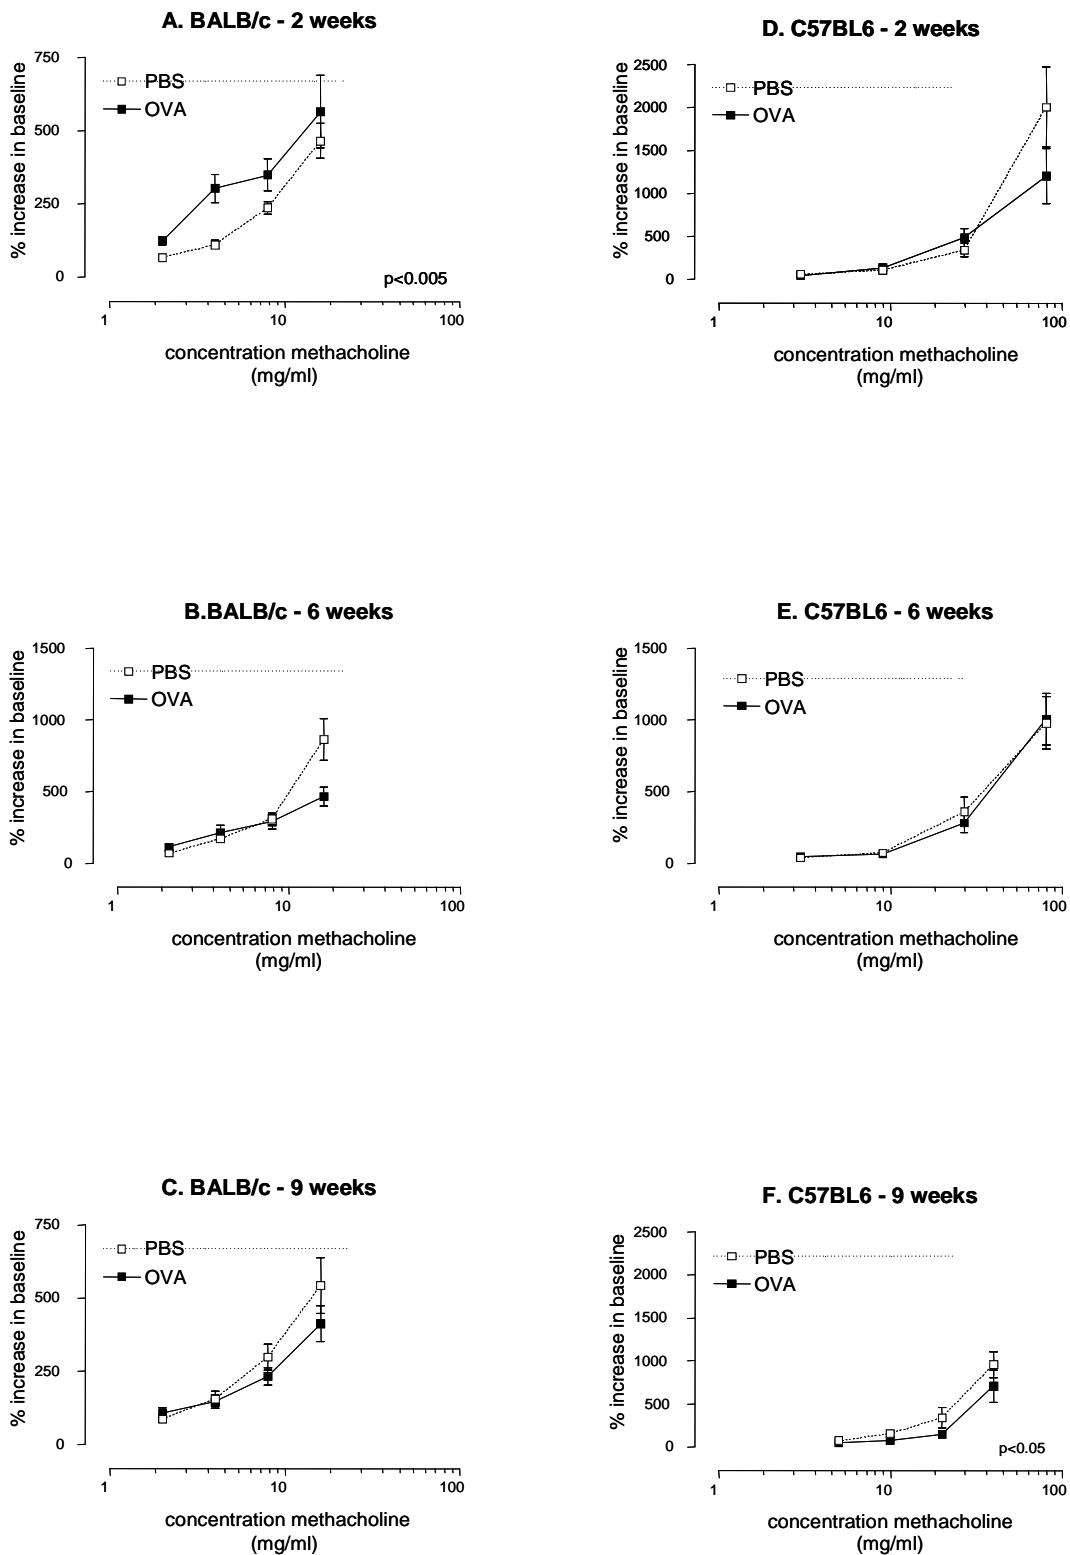 A. BALB/c - 2 weeks
% increase in baseline
750
500
250
0
PBS
OVA
p<0.005
1 10 100
concentration methacholine
(mg/ml)
D. C57BL6 - 2 weeks
% increase in baseline
2500
2000
1500
1000
500
0
PBS
OVA
1 10 100
concentration methacholine
(mg/ml)
B.BALB/c - 6 weeks
% increase in baseline
1500
1000
500
0
PBS
OVA
1 10 100
concentration methacholine
(mg/ml)
E. C57BL6 - 6 weeks
% increase in baseline
1500
1000
500
0
PBS
OVA
1 10 100
concentration methacholine
(mg/ml)
C. BALB/c - 9 weeks
% increase in baseline
750
500
250
0
PBS
OVA
1 10 100
concentration methacholine
(mg/ml)
F. C57BL6 - 9 weeks
% increase in baseline
2500
2000
1500
1000
500
0
PBS
OVA
p<0.05
1 10 100
concentration methacholine
(mg/ml)